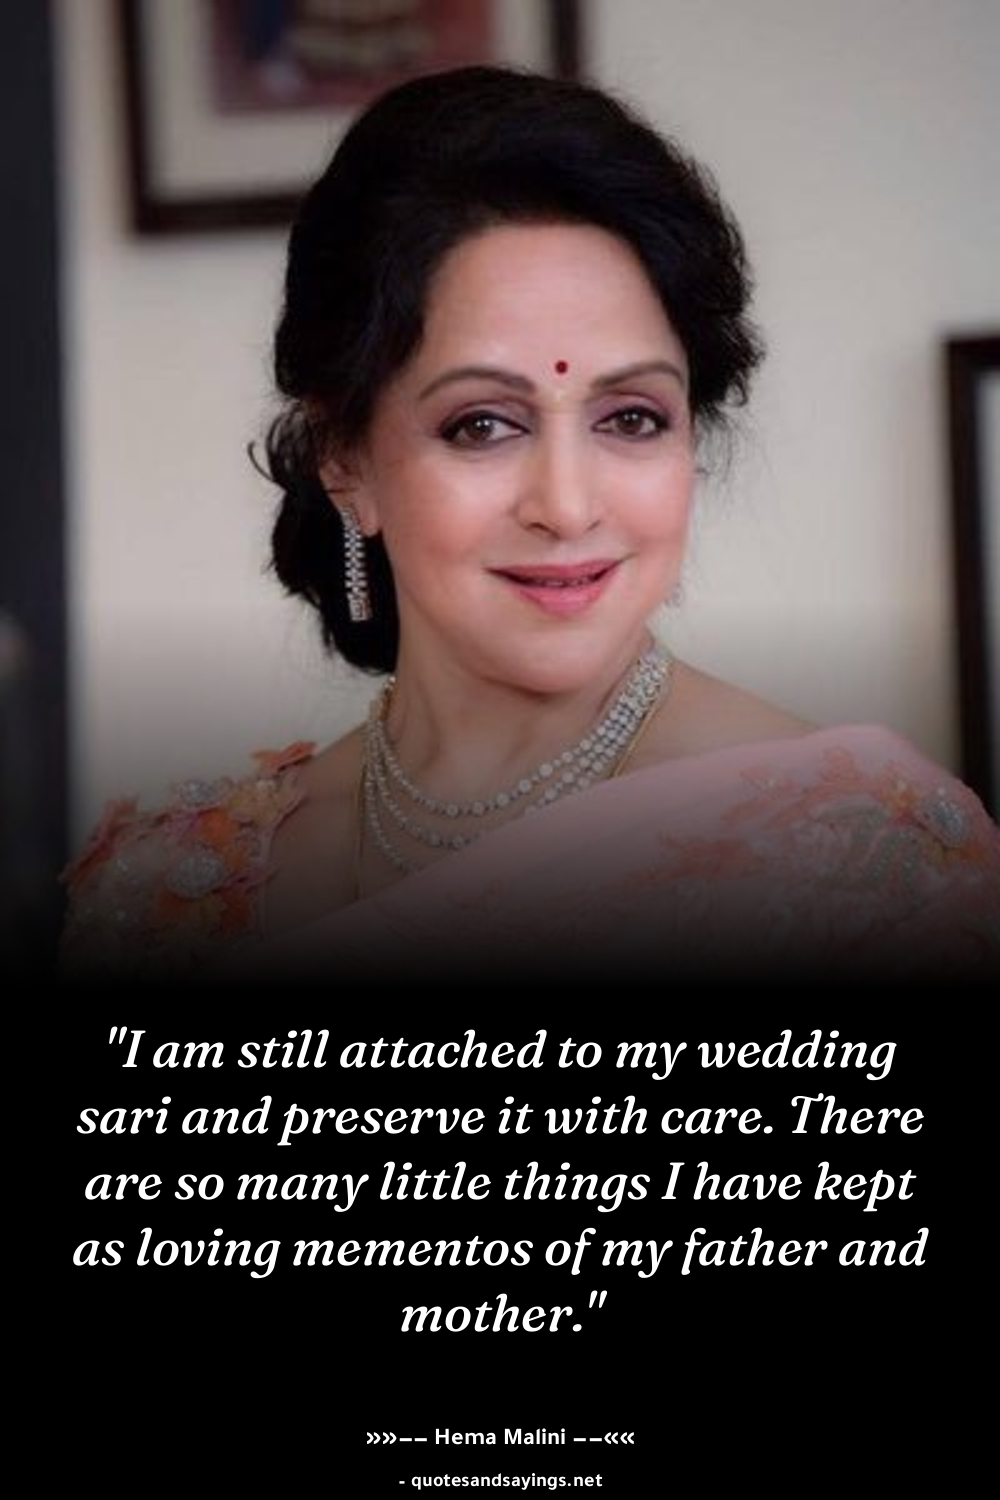 "I am still attached to my wedding
sari and preserve it with care. There
are so many little things I have kept
as loving mementos of my father and
mother."
»»–– Hema Malini ––««
- quotesandsayings.net